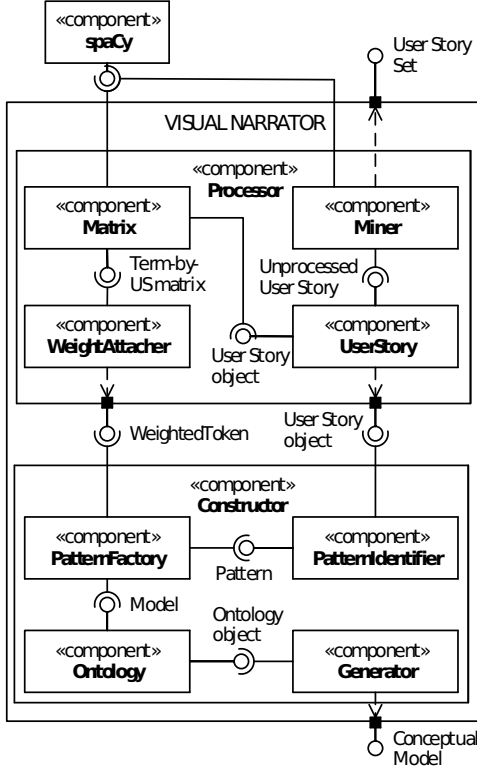 «component»
spaCy
User Story
Set
VISUAL NARRATOR
«component»
Processor
«component»
Matrix
«component»
Miner
Term-by-
US matrix
Unprocessed
User Story
«component»
WeightAttacher
User Story
object
«component»
UserStory
WeightedToken
User Story
object
«component»
Constructor
«component»
PatternFactory
Pattern
«component»
PatternIdentifier
Model
Ontology
object
«component»
Ontology
«component»
Generator
Conceptual
Model